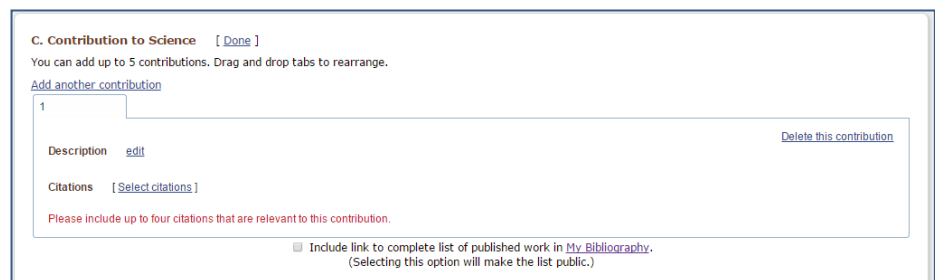 C. Contribution to Science [ Done ]
You can add up to 5 contributions. Drag and drop tabs to rearrange.
Add another contribution
1
Delete this contribution
Description edit
Citations [ Select citations ]
Please include up to four citations that are relevant to this contribution.
Include link to complete list of published work in My Bibliography.
(Selecting this option will make the list public.)